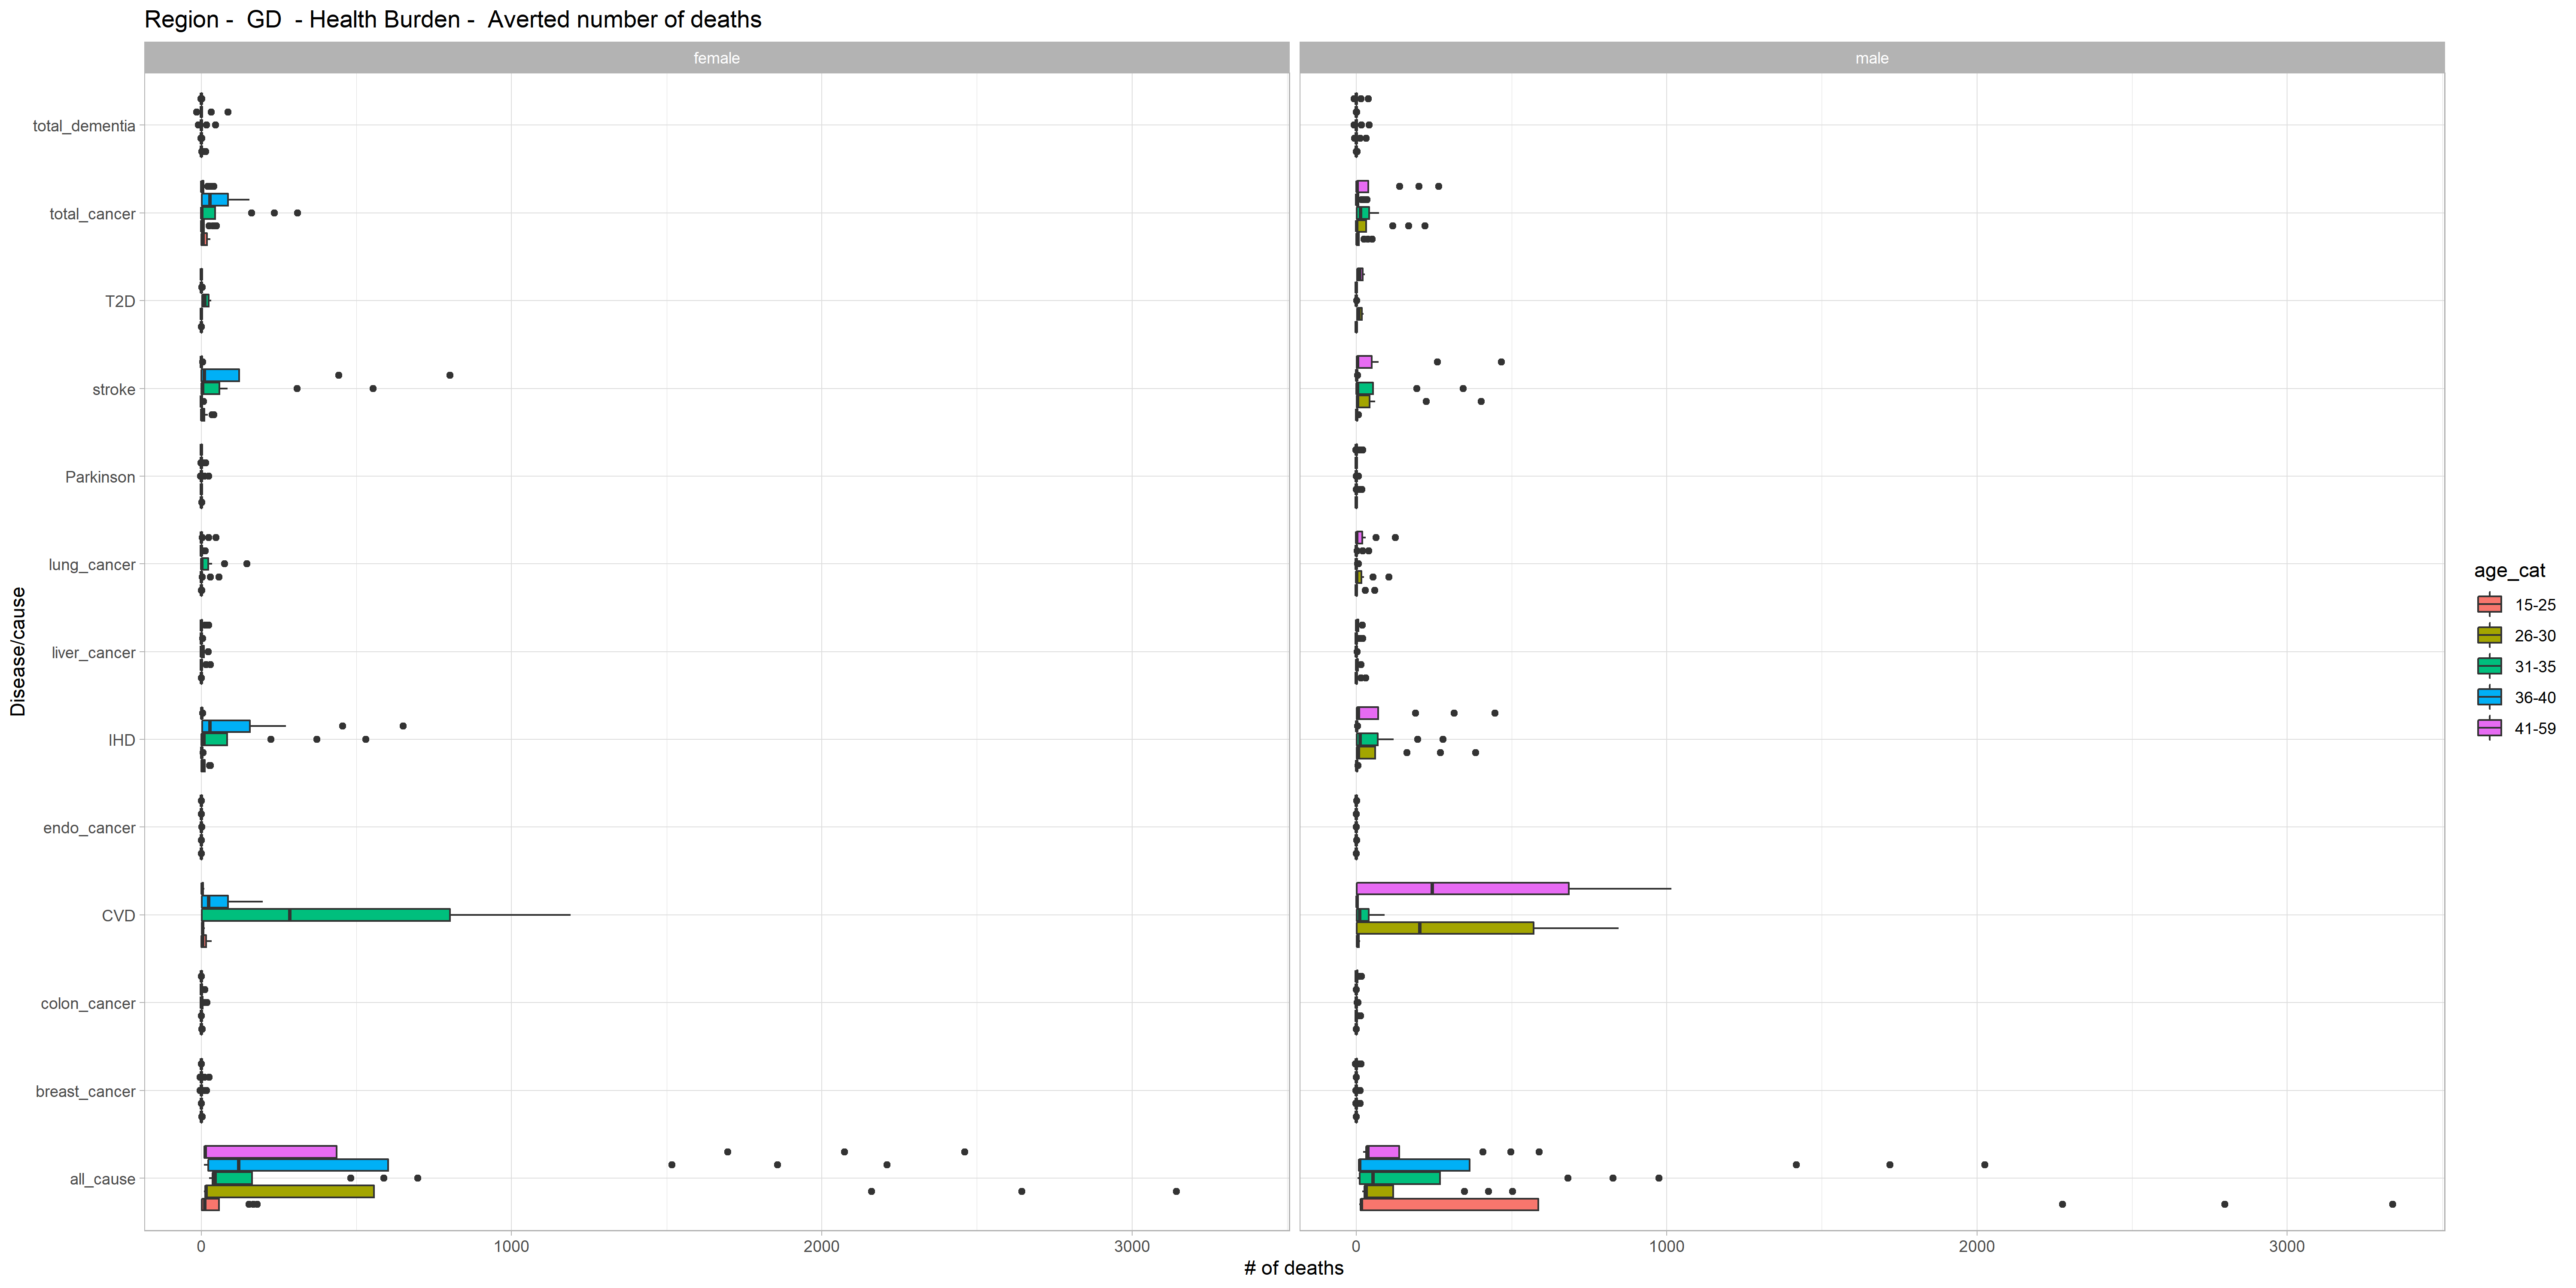 Region -  GD  - Health Burden -  Averted number of deaths
female
male
Disease/cause
total_dementia
total_cancer
T2D
stroke
Parkinson
lung_cancer
liver_cancer
IHD
endo_cancer
CVD
colon_cancer
breast_cancer
all_cause
0 1000 2000 3000
0 1000 2000 3000
# of deaths
age_cat
15-25
26-30
31-35
36-40
41-59